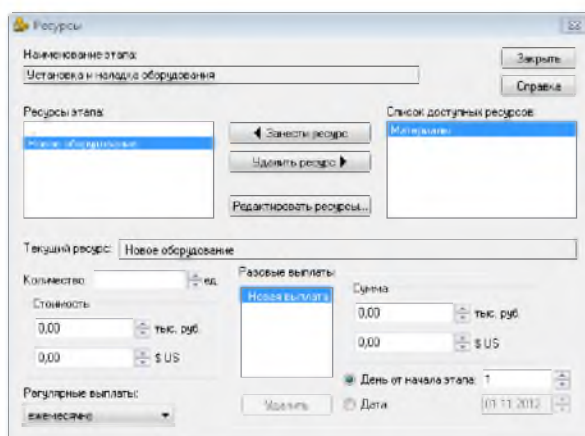 Ресурсы
Наименование этапа:
Установка и наладка оборудования
Закрыть
Справка
Ресурсы этапа:
Список доступных ресурсов:
Новое оборудование
Занести ресурс
Материалы
Удалить ресурс
Редактировать ресурсы...
Текущий ресурс: Новое оборудование
Количество: ед.
Разовые выплаты:
Стоимость
Новая выплата
Сумма
0,00 тыс. руб.
0,00 тыс. руб.
0,00 $ US
0,00 $ US
День от начала этапа: 1
Регулярные выплаты:
ежемесячно
Удалить
Дата
01.11.2012